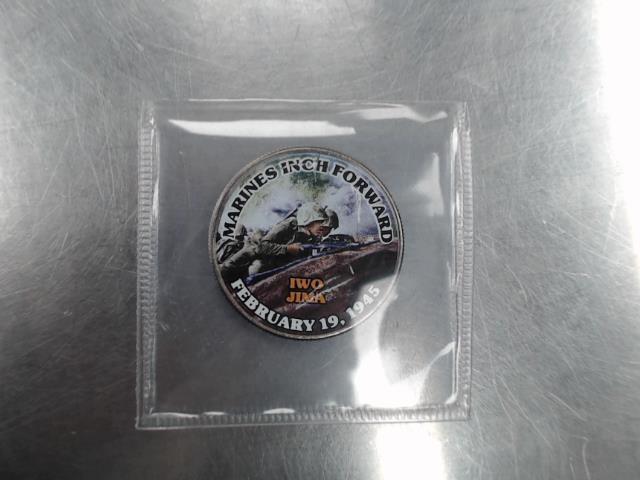 MARINES INCH FORWARD
IWO
JIMA
FEBRUARY 19, 1945